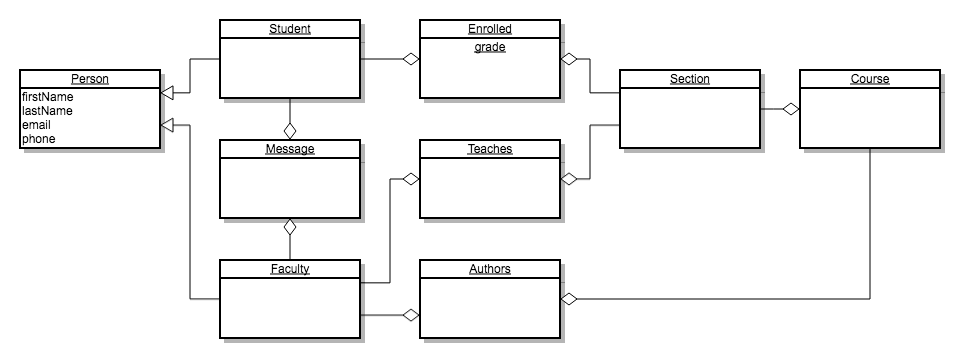 Student
Enrolled
grade
Person
firstName
lastName
email
phone
Section
Course
Message
Teaches
Faculty
Authors